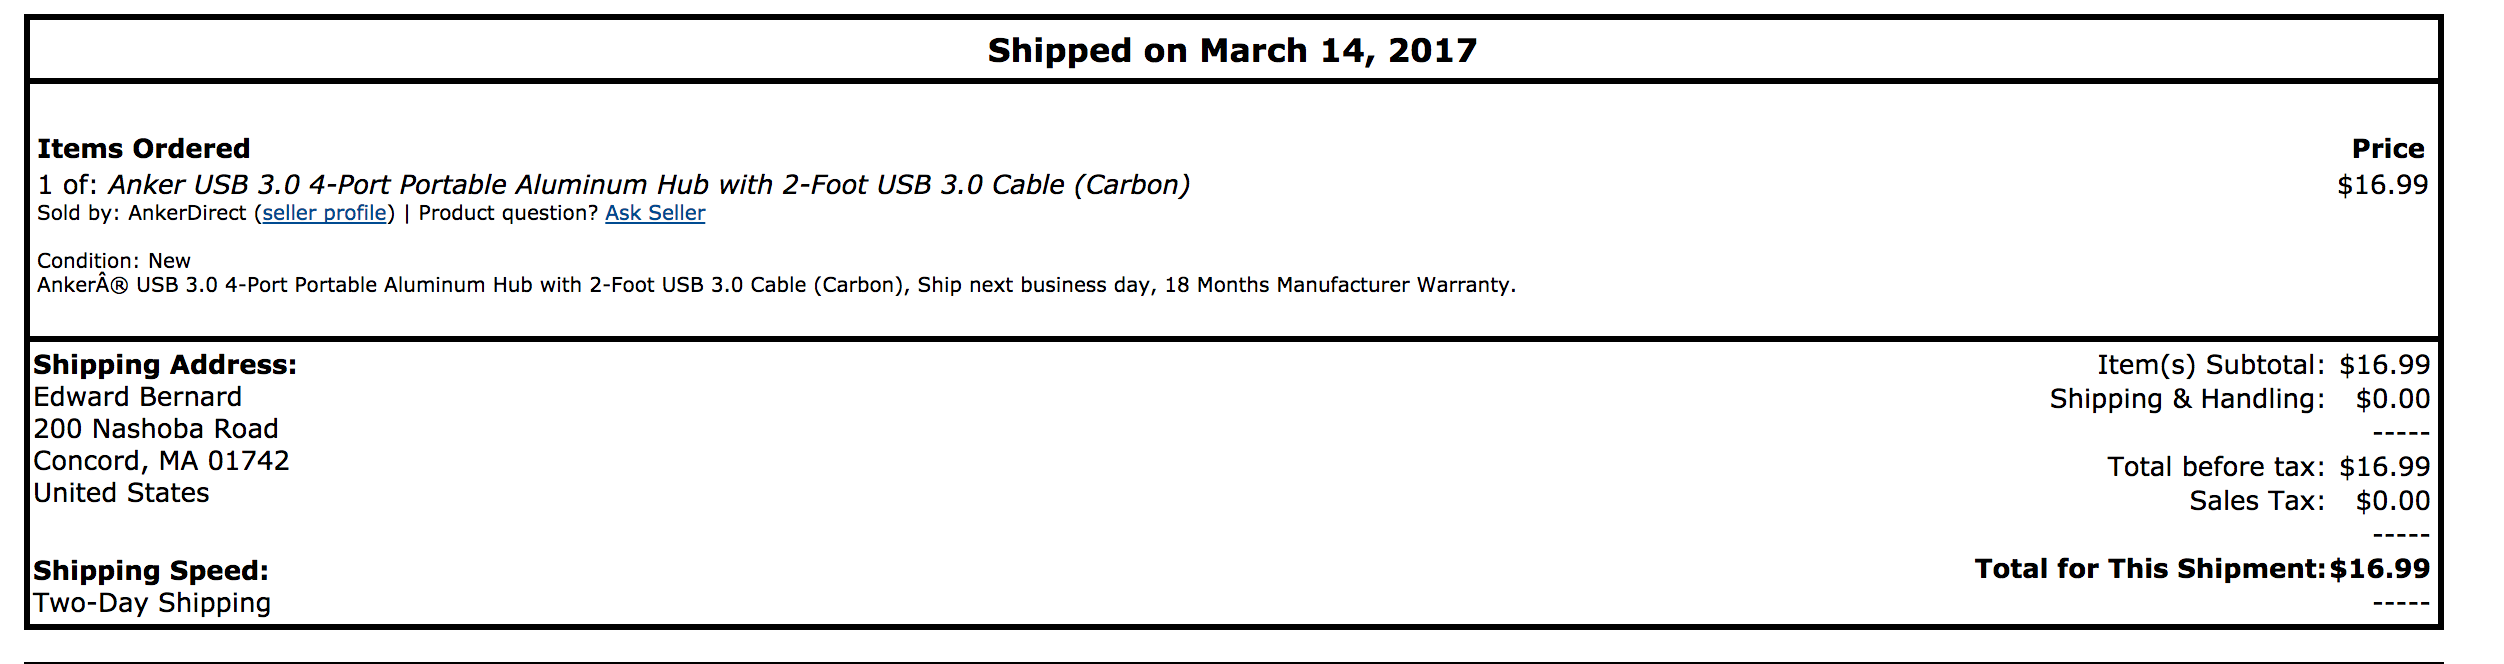 Shipped on March 14, 2017
Items Ordered Price
1 of: Anker USB 3.0 4-Port Portable Aluminum Hub with 2-Foot USB 3.0 Cable (Carbon) $16.99
Sold by: AnkerDirect (seller profile) | Product question? Ask Seller
Condition: New
AnkerÂ® USB 3.0 4-Port Portable Aluminum Hub with 2-Foot USB 3.0 Cable (Carbon), Ship next business day, 18 Months Manufacturer Warranty.
Shipping Address:
Edward Bernard
200 Nashoba Road
Concord, MA 01742
United States
Shipping Speed:
Two-Day Shipping
Item(s) Subtotal: $16.99
Shipping & Handling: $0.00
-----
Total before tax: $16.99
Sales Tax: $0.00
-----
Total for This Shipment: $16.99
-----